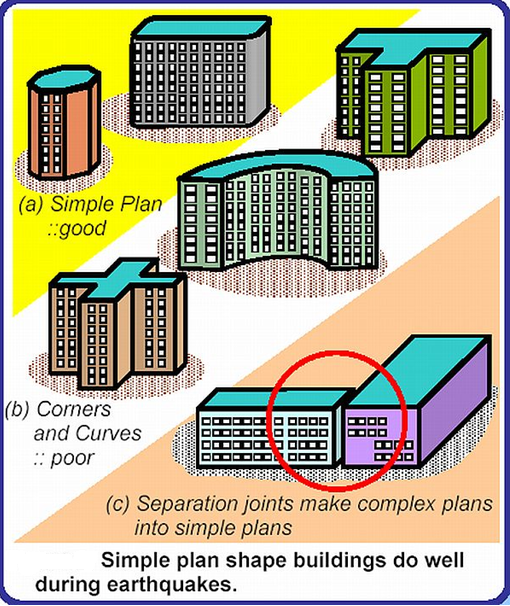 (a) Simple Plan
::good
(b) Corners
and Curves
:: poor
(c) Separation joints make complex plans
into simple plans
Simple plan shape buildings do well
during earthquakes.